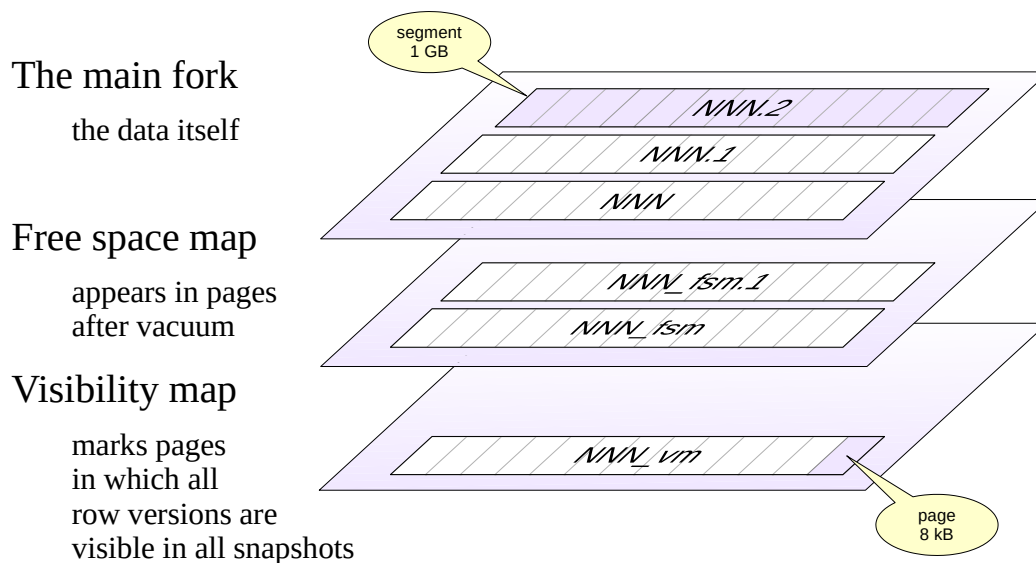 segment
1 GB
The main fork
the data itself
NNN.2
NNN.1
NNN
Free space map
appears in pages
after vacuum
NNN_fsm.1
NNN_fsm
Visibility map
marks pages
in which all
row versions are
visible in all snapshots
NNN_vm
page
8 kB